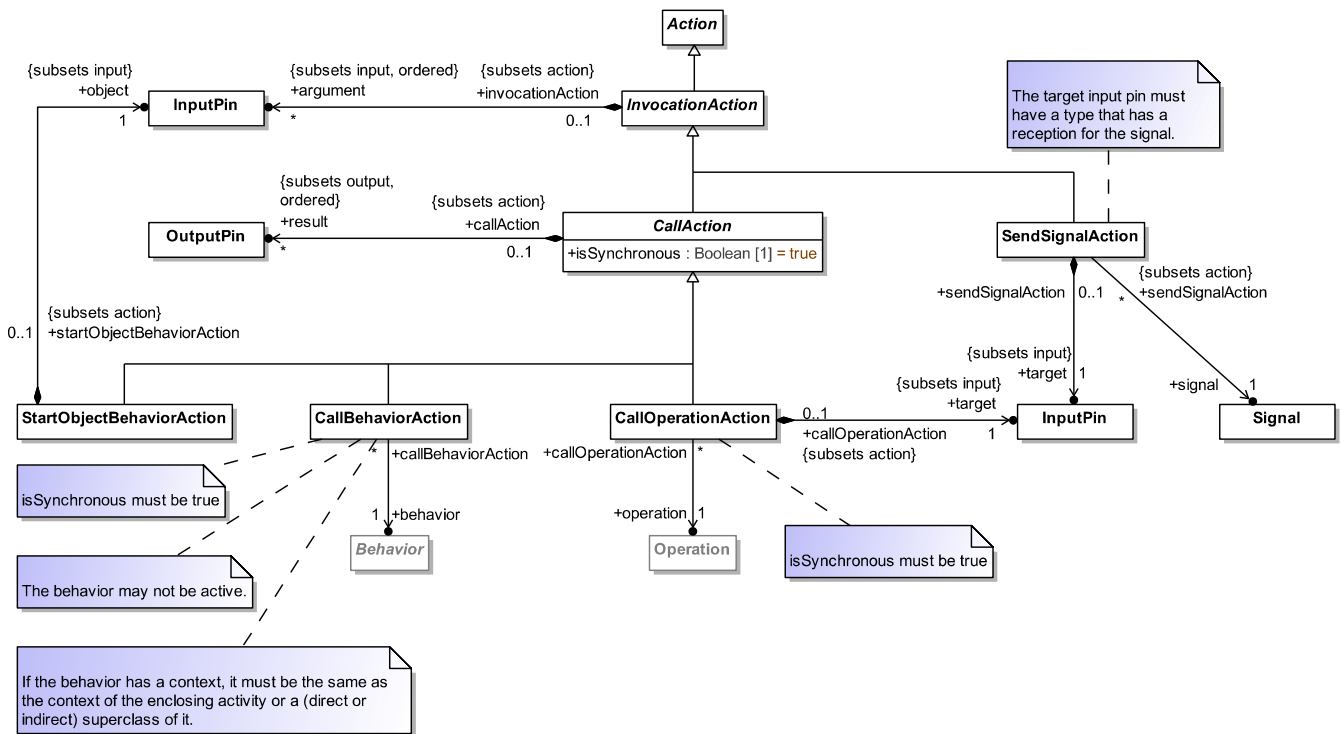 Action
{subsets input}
+object
1
InputPin
{subsets input, ordered}
+argument
*
{subsets action}
+invocationAction
0..1
InvocationAction
The target input pin must
have a type that has a
reception for the signal.
OutputPin
{subsets output,
ordered}
+result
*
{subsets action}
+callAction
0..1
CallAction
+isSynchronous : Boolean [1] = true
SendSignalAction
+sendSignalAction
0..1
{subsets action}
+sendSignalAction
*
{subsets action}
+startObjectBehaviorAction
0..1
{subsets input}
+target
1
+signal
1
StartObjectBehaviorAction
CallBehaviorAction
CallOperationAction
0..1
+callOperationAction
{subsets action}
{subsets input}
+target
1
InputPin
Signal
*
+callBehaviorAction
+callOperationAction
*
isSynchronous must be true
1
+behavior
+operation
1
Behavior
Operation
isSynchronous must be true
The behavior may not be active.
If the behavior has a context, it must be the same as
the context of the enclosing activity or a (direct or
indirect) superclass of it.